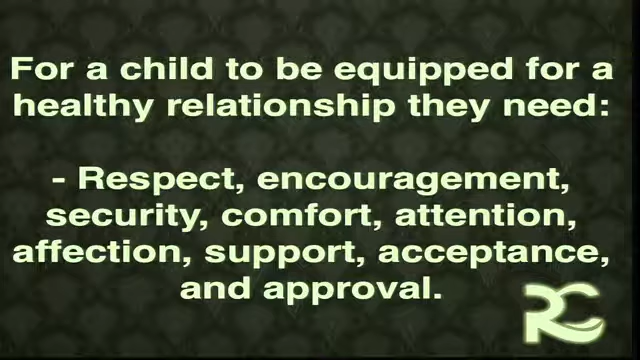 For a child to be equipped for a
healthy relationship they need:
- Respect, encouragement,
security, comfort, attention,
affection, support, acceptance,
and approval.
RC